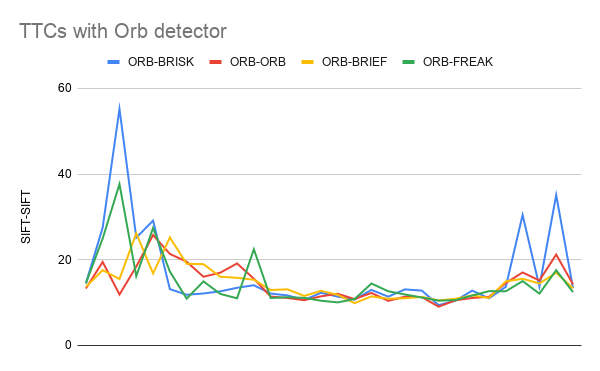 TTCs with Orb detector
ORB-BRISK ORB-ORB ORB-BRIEF ORB-FREAK
60
40
20
0
SIFT-SIFT